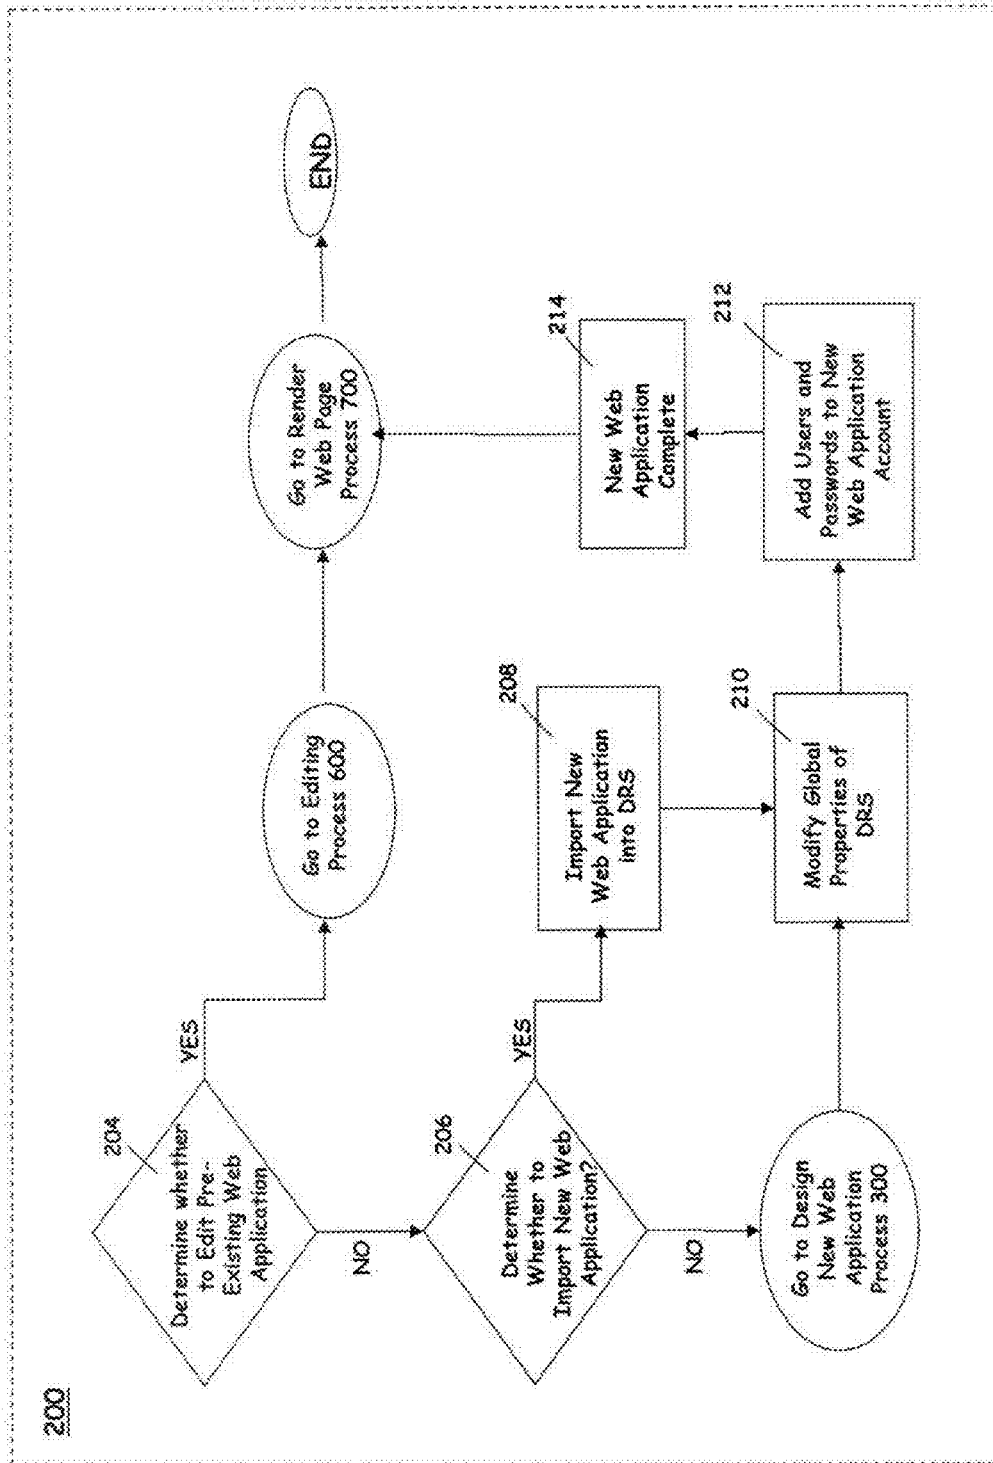 200
204
Determine whether
to Edit Pre-
Existing Web
Application
YES
NO
Go to Editing
Process 600
Go to Render
Web Page
Process 700
END
206
Determine
Whether to
Import New Web
Application?
YES
NO
208
Import New
Web Application
into DRS
214
New Web
Application
Complete
Go to Design
New Web
Application
Process 300
210
Modify Global
Properties of
DRS
212
Add Users and
Passwords to New
Web Application
Account